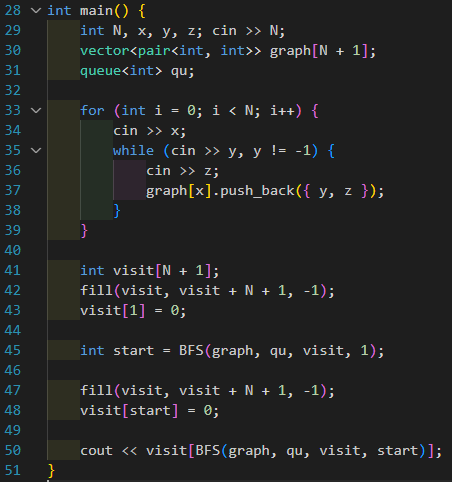 28 int main() {
29     int N, x, y, z; cin >> N;
30     vector<pair<int, int>> graph[N + 1];
31     queue<int> qu;
32
33     for (int i = 0; i < N; i++) {
34         cin >> x;
35         while (cin >> y, y != -1) {
36             cin >> z;
37             graph[x].push_back({ y, z });
38         }
39     }
40
41     int visit[N + 1];
42     fill(visit, visit + N + 1, -1);
43     visit[1] = 0;
44
45     int start = BFS(graph, qu, visit, 1);
46
47     fill(visit, visit + N + 1, -1);
48     visit[start] = 0;
49
50     cout << visit[BFS(graph, qu, visit, start)];
51 }